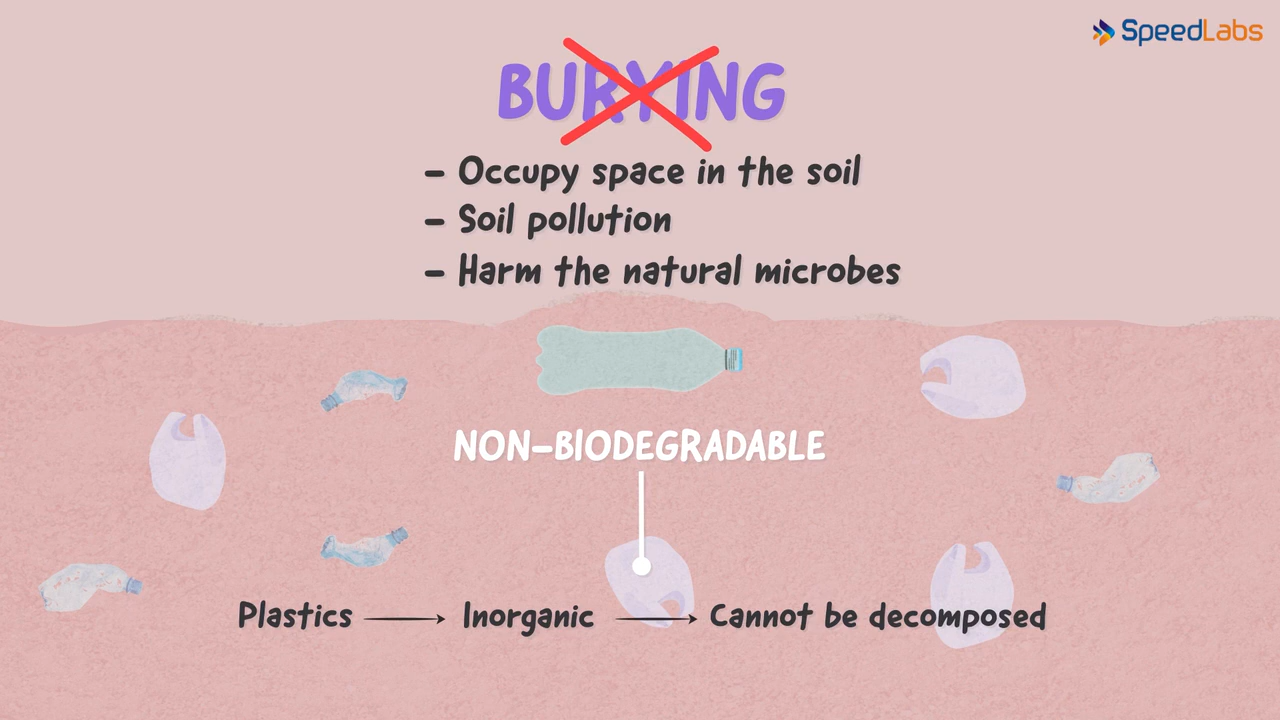 SpeedLabs
BURYING
- Occupy space in the soil
- Soil pollution
- Harm the natural microbes
NON-BIODEGRADABLE
Plastics → Inorganic → Cannot be decomposed